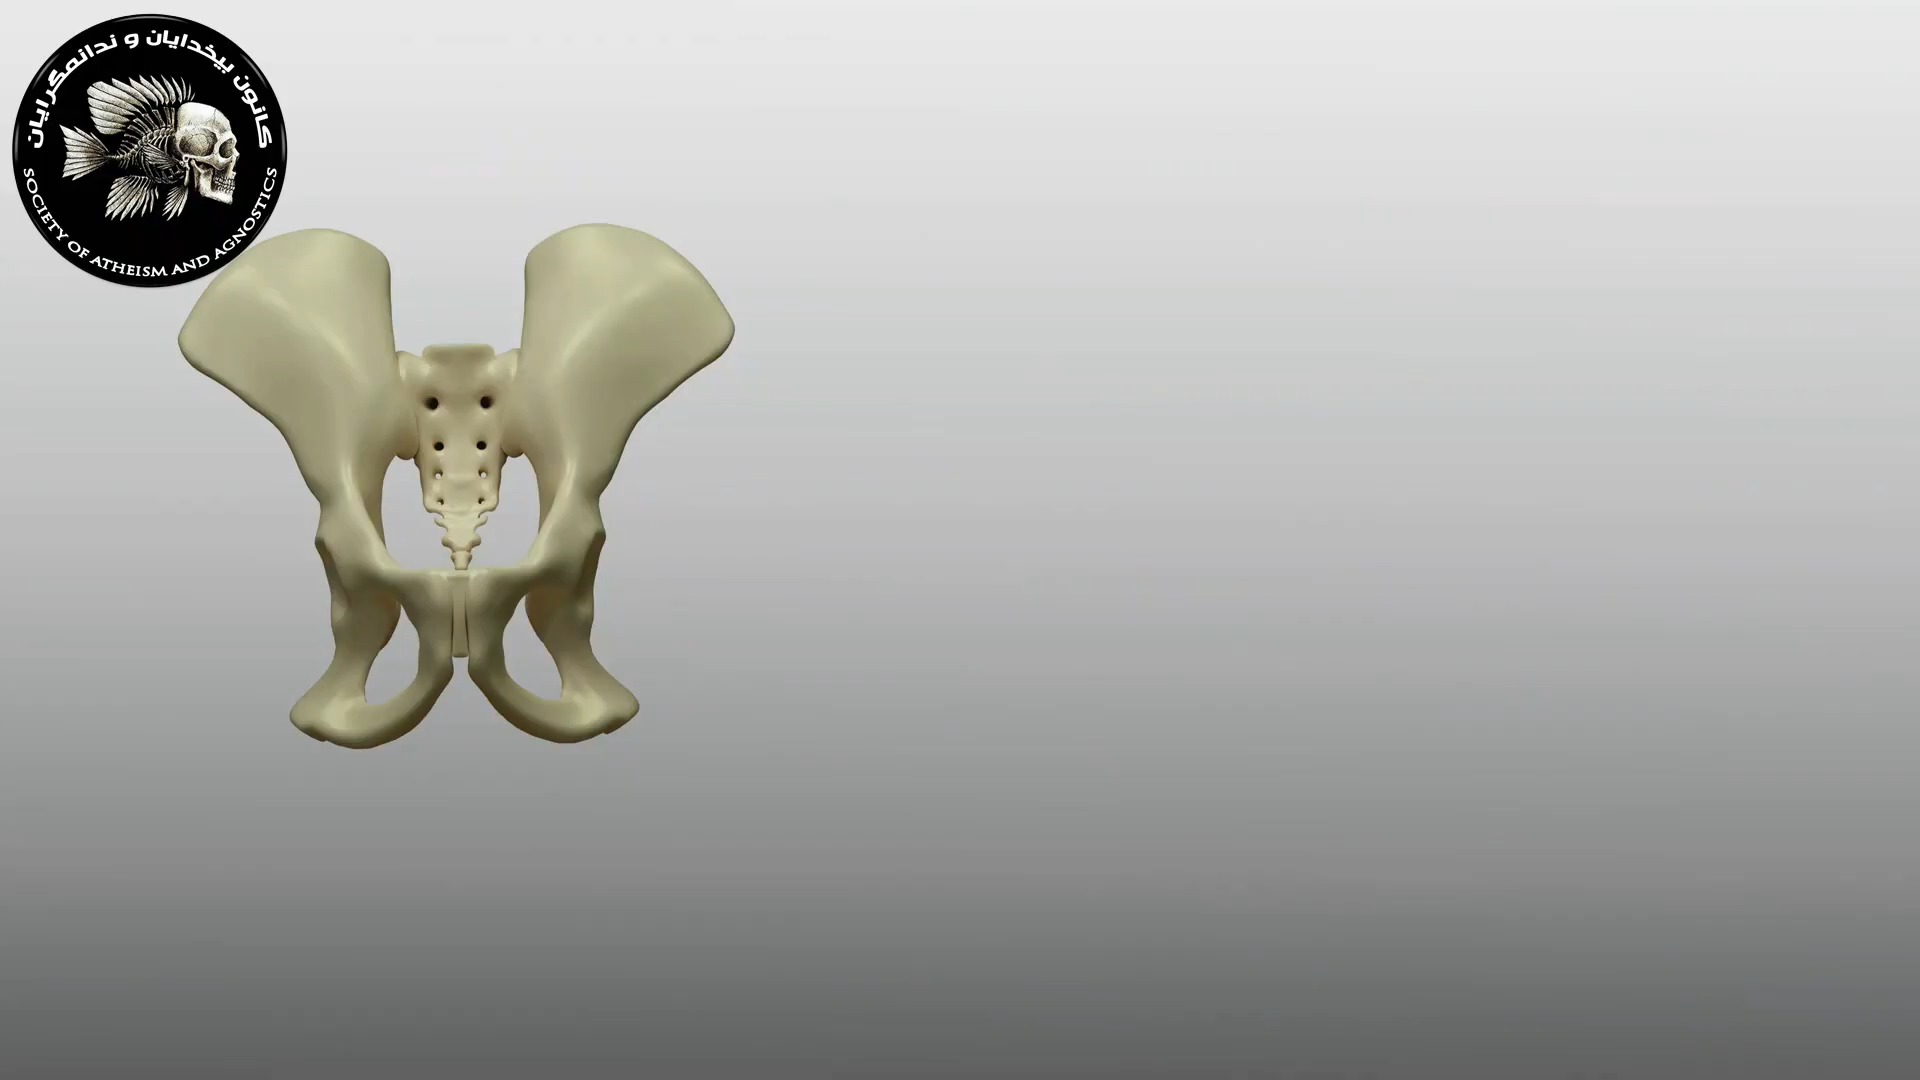 کانون بیخدایان و ندانمگرایان
SOCIETY OF ATHEISM AND AGNOSTICS